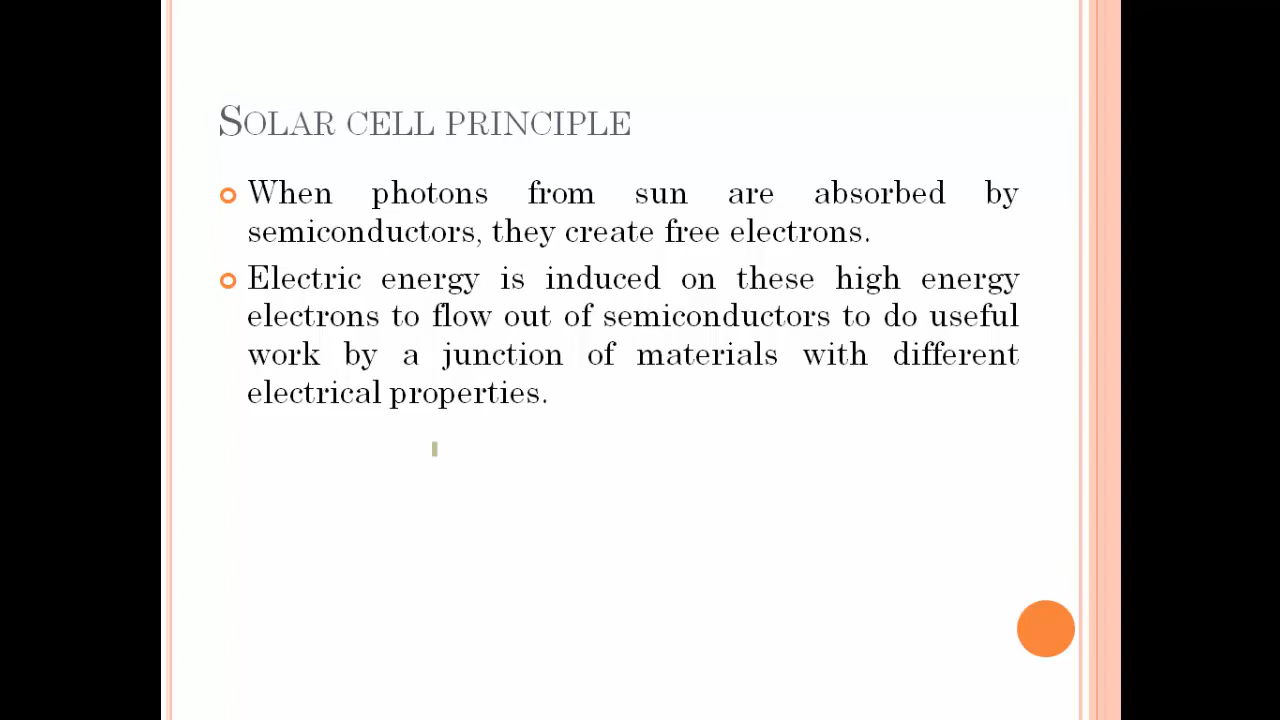 SOLAR CELL PRINCIPLE
When photons from sun are absorbed by
semiconductors, they create free electrons.
Electric energy is induced on these high energy
electrons to flow out of semiconductors to do useful
work by a junction of materials with different
electrical properties.